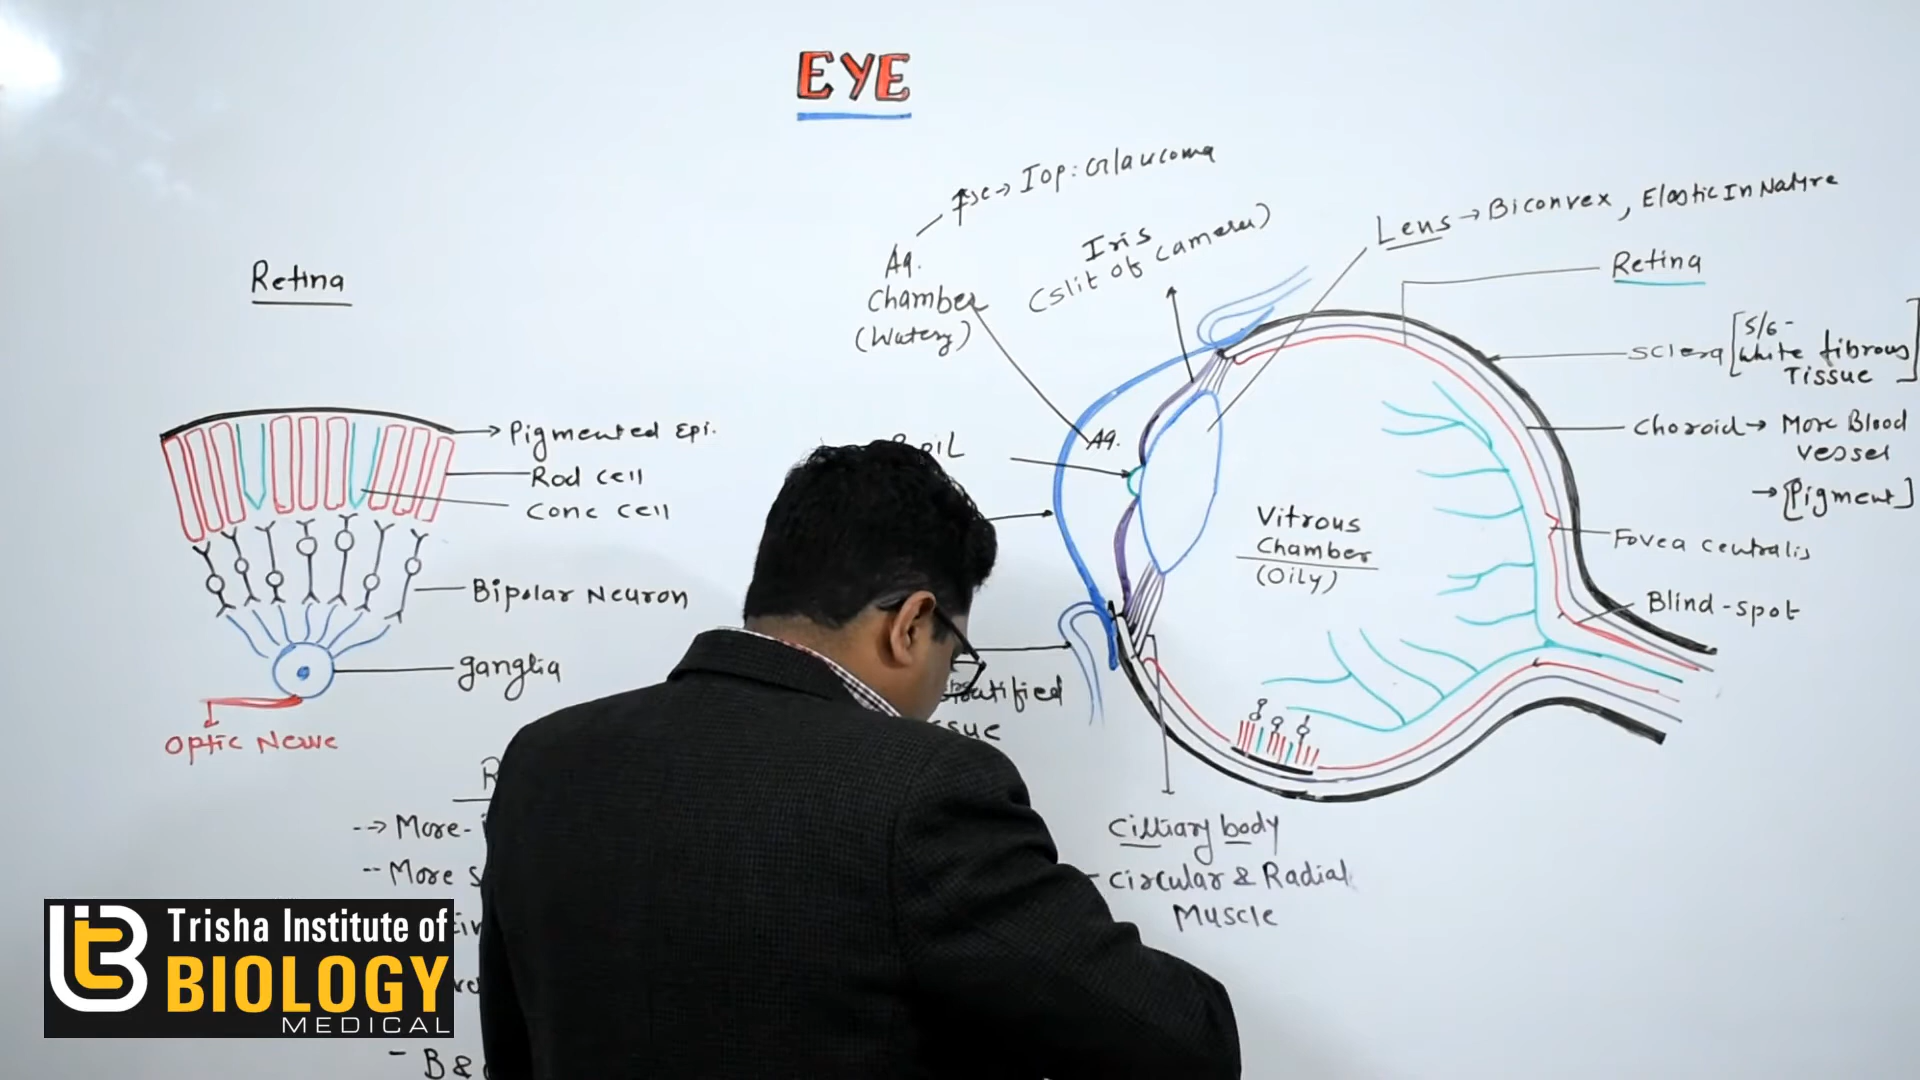 EYE
↑se → Iop: Glaucoma
Aq.
Chamber
(Watery)
Iris
(slit of camera)
Lens → Biconvex, Elastic In Nature
Retina
Sclera [5/6 -
White fibrous
Tissue]
Choroid → More Blood
vessel
→ [Pigment]
Fovea centralis
Blind-spot
Aq.
Vitrous
Chamber
(Oily)
Cilliary body
- Circular & Radial
Muscle
Retina
Pigmented Epi.
Rod cell
Cone cell
Bipolar Neuron
ganglia
Optic Nerve
--> More-
-- More
- B &
Trisha Institute of
BIOLOGY
MEDICAL